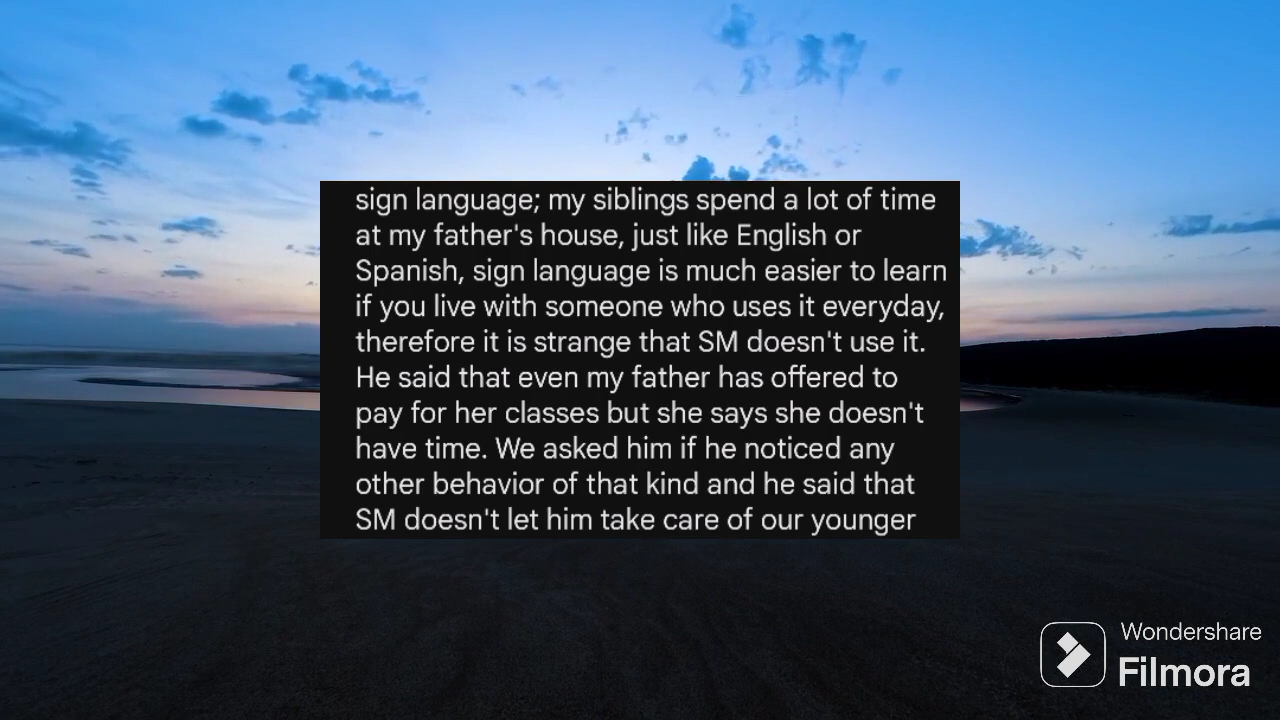 sign language; my siblings spend a lot of time
at my father's house, just like English or
Spanish, sign language is much easier to learn
if you live with someone who uses it everyday,
therefore it is strange that SM doesn't use it.
He said that even my father has offered to
pay for her classes but she says she doesn't
have time. We asked him if he noticed any
other behavior of that kind and he said that
SM doesn't let him take care of our younger
Wondershare
Filmora